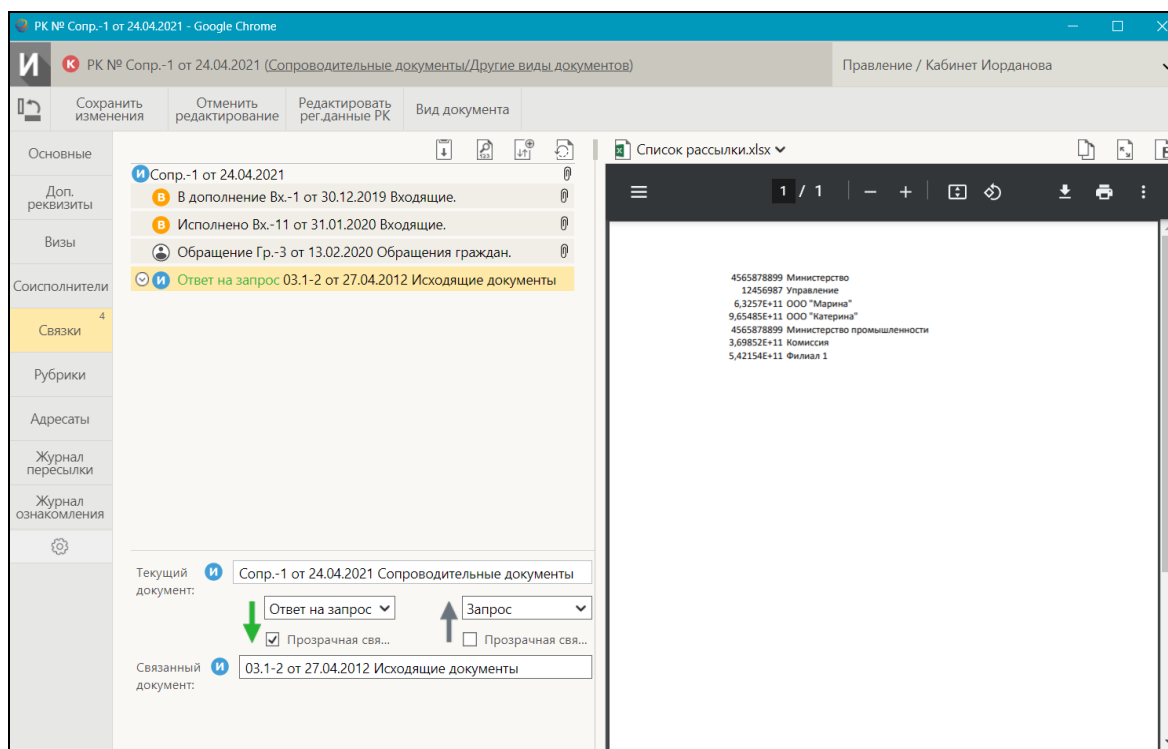 РК № Сопр.-1 от 24.04.2021 - Google Chrome
И К РК № Сопр.-1 от 24.04.2021 (Сопроводительные документы/Другие виды документов) Правление / Кабинет Иорданова
Сохранить изменения
Отменить редактирование
Редактировать рег.данные РК
Вид документа
Основные
Доп. реквизиты
Визы
Соисполнители
Связки 4
Рубрики
Адресаты
Журнал пересылки
Журнал ознакомления
И Сопр.-1 от 24.04.2021
В В дополнение Вх.-1 от 30.12.2019 Входящие.
В Исполнено Вх.-11 от 31.01.2020 Входящие.
Обращение Гр.-3 от 13.02.2020 Обращения граждан.
И Ответ на запрос 03.1-2 от 27.04.2012 Исходящие документы
Текущий документ: И Сопр.-1 от 24.04.2021 Сопроводительные документы
Ответ на запрос Запрос
Прозрачная свя... Прозрачная свя...
Связанный документ: И 03.1-2 от 27.04.2012 Исходящие документы
Список рассылки.xlsx
1 / 1
4565878899 Министерство
12456987 Управление
6,3257E+11 ООО "Марина"
9,65485E+11 ООО "Катерина"
4565878899 Министерство промышленности
3,69852E+11 Комиссия
5,42154E+11 Филиал 1